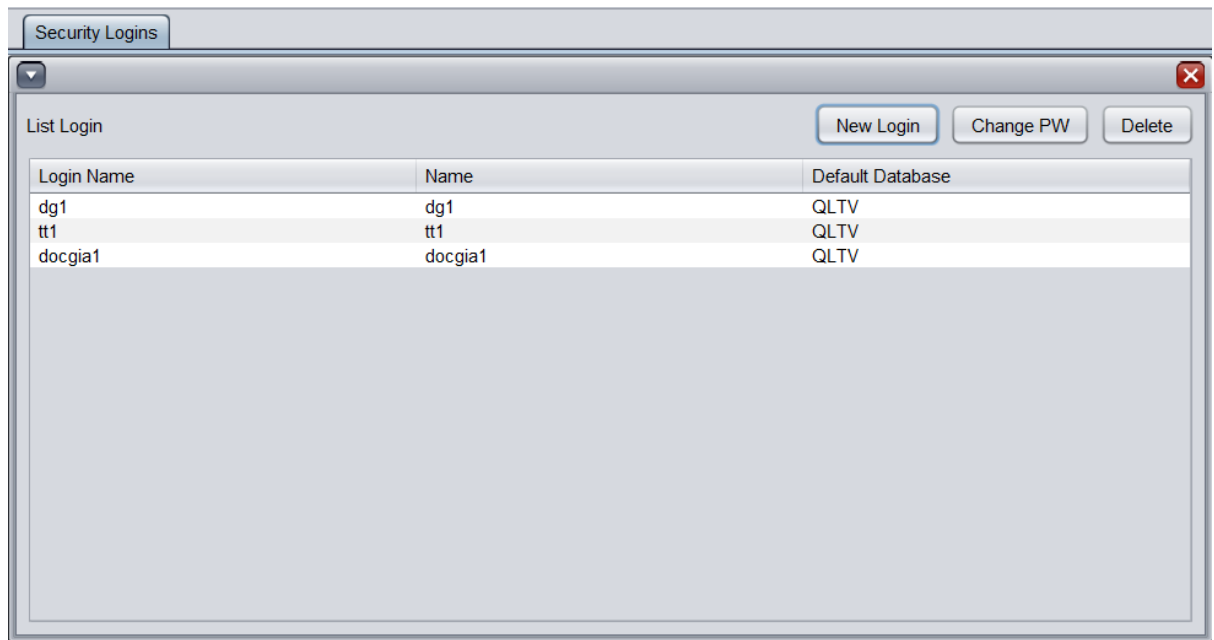 Security Logins
List Login New Login Change PW Delete
Login Name Name Default Database
dg1 dg1 QLTV
tt1 tt1 QLTV
docgia1 docgia1 QLTV